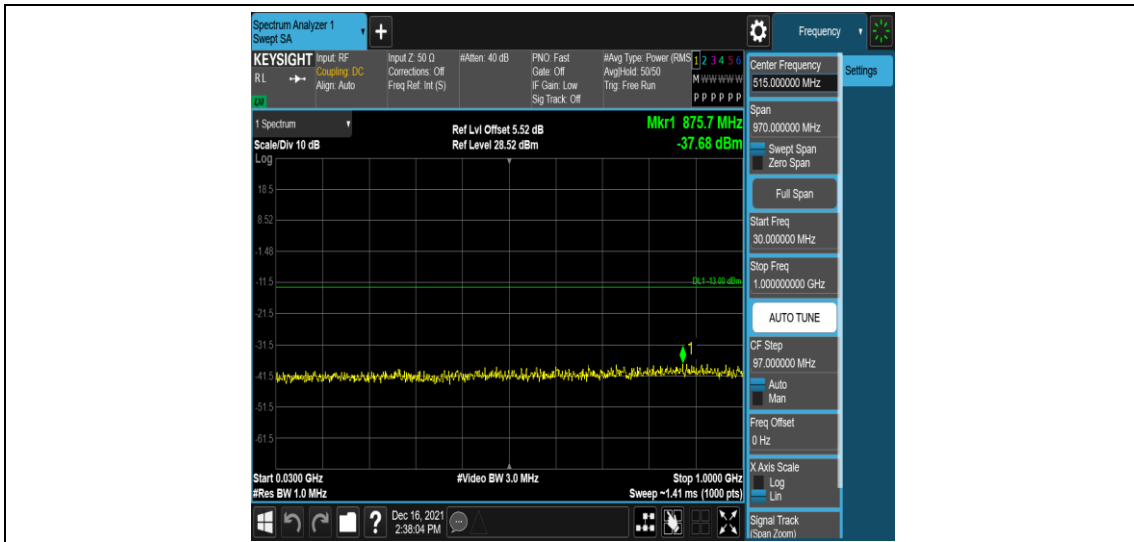 Spectrum Analyzer 1
Swept SA
+
Frequency
KEYSIGHT
RL
LXI
Input: RF
Coupling: DC
Align: Auto
Input Z: 50 Ω
Corrections: Off
Freq Ref: Int (S)
#Atten: 40 dB
PNO: Fast
Gate: Off
IF Gain: Low
Sig Track: Off
#Avg Type: Power (RMS
Avg|Hold: 50/50
Trig: Free Run
1 2 3 4 5 6
M W W W W W
P P P P P P
Center Frequency
515.000000 MHz
Settings
1 Spectrum
Scale/Div 10 dB
Log
Ref Lvl Offset 5.52 dB
Ref Level 28.52 dBm
Mkr1 875.7 MHz
-37.68 dBm
18.5
8.52
-1.48
-11.5
-21.5
-31.5
-41.5
-51.5
-61.5
DL1 -13.00 dBm
1
Start 0.0300 GHz
#Res BW 1.0 MHz
#Video BW 3.0 MHz
Stop 1.0000 GHz
Sweep ~1.41 ms (1000 pts)
Span
970.000000 MHz
Swept Span
Zero Span
Full Span
Start Freq
30.000000 MHz
Stop Freq
1.000000000 GHz
AUTO TUNE
CF Step
97.000000 MHz
Auto
Man
Freq Offset
0 Hz
X Axis Scale
Log
Lin
Signal Track
(Span Zoom)
?
Dec 16, 2021
2:38:04 PM